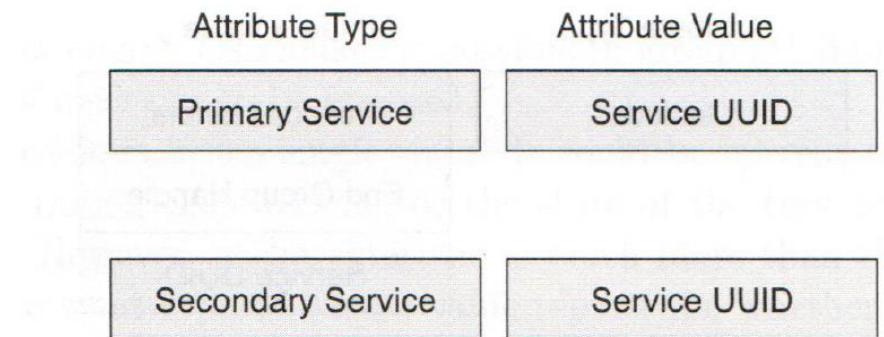 Attribute Type Attribute Value
Primary Service Service UUID
Secondary Service Service UUID